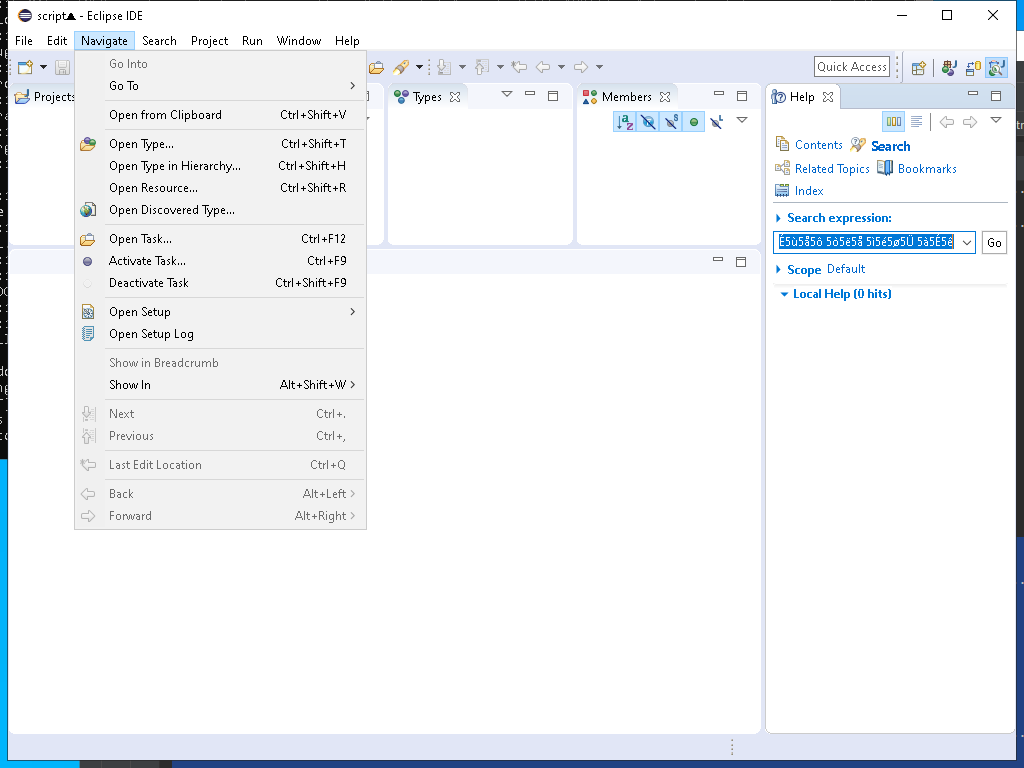 script▲ - Eclipse IDE
File Edit Navigate Search Project Run Window Help
Quick Access
Projects
Types
Members
Help
Go Into
Go To
Open from Clipboard Ctrl+Shift+V
Open Type... Ctrl+Shift+T
Open Type in Hierarchy... Ctrl+Shift+H
Open Resource... Ctrl+Shift+R
Open Discovered Type...
Open Task... Ctrl+F12
Activate Task... Ctrl+F9
Deactivate Task Ctrl+Shift+F9
Open Setup
Open Setup Log
Show in Breadcrumb
Show In Alt+Shift+W
Next Ctrl+.
Previous Ctrl+,
Last Edit Location Ctrl+Q
Back Alt+Left
Forward Alt+Right
Contents Search
Related Topics Bookmarks
Index
Search expression:
Go
Scope Default
Local Help (0 hits)